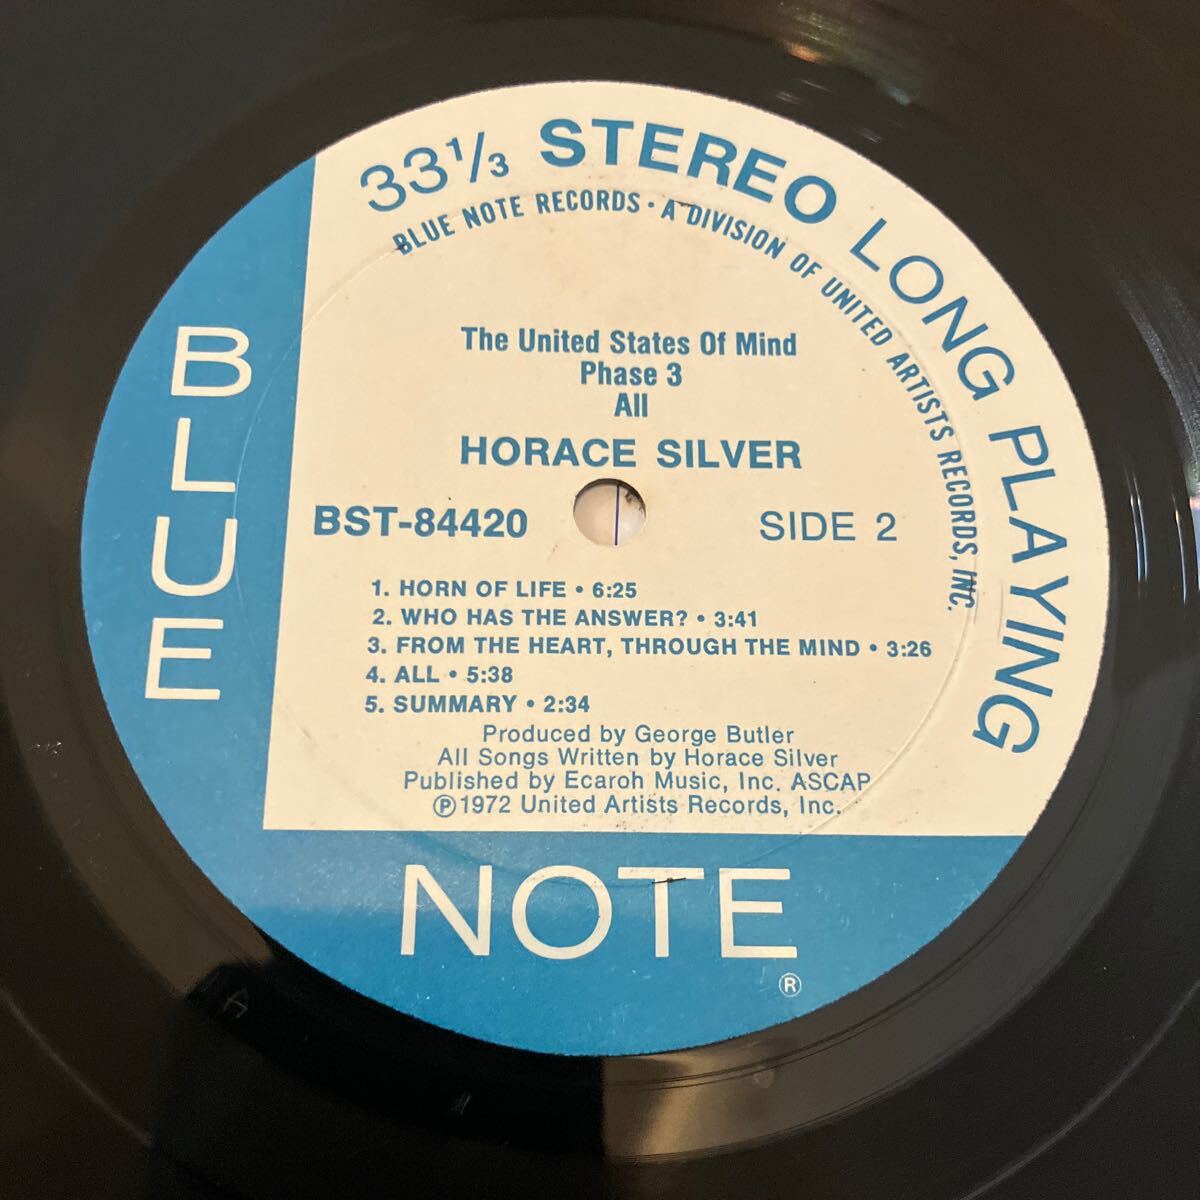 33⅓ STEREO LONG PLAYING
BLUE NOTE RECORDS · A DIVISION OF UNITED ARTISTS RECORDS, INC.
The United States Of Mind
Phase 3
All
HORACE SILVER
BST-84420 SIDE 2
1. HORN OF LIFE • 6:25
2. WHO HAS THE ANSWER? • 3:41
3. FROM THE HEART, THROUGH THE MIND • 3:26
4. ALL • 5:38
5. SUMMARY • 2:34
Produced by George Butler
All Songs Written by Horace Silver
Published by Ecaroh Music, Inc. ASCAP
℗1972 United Artists Records, Inc.
BLUE
NOTE
®